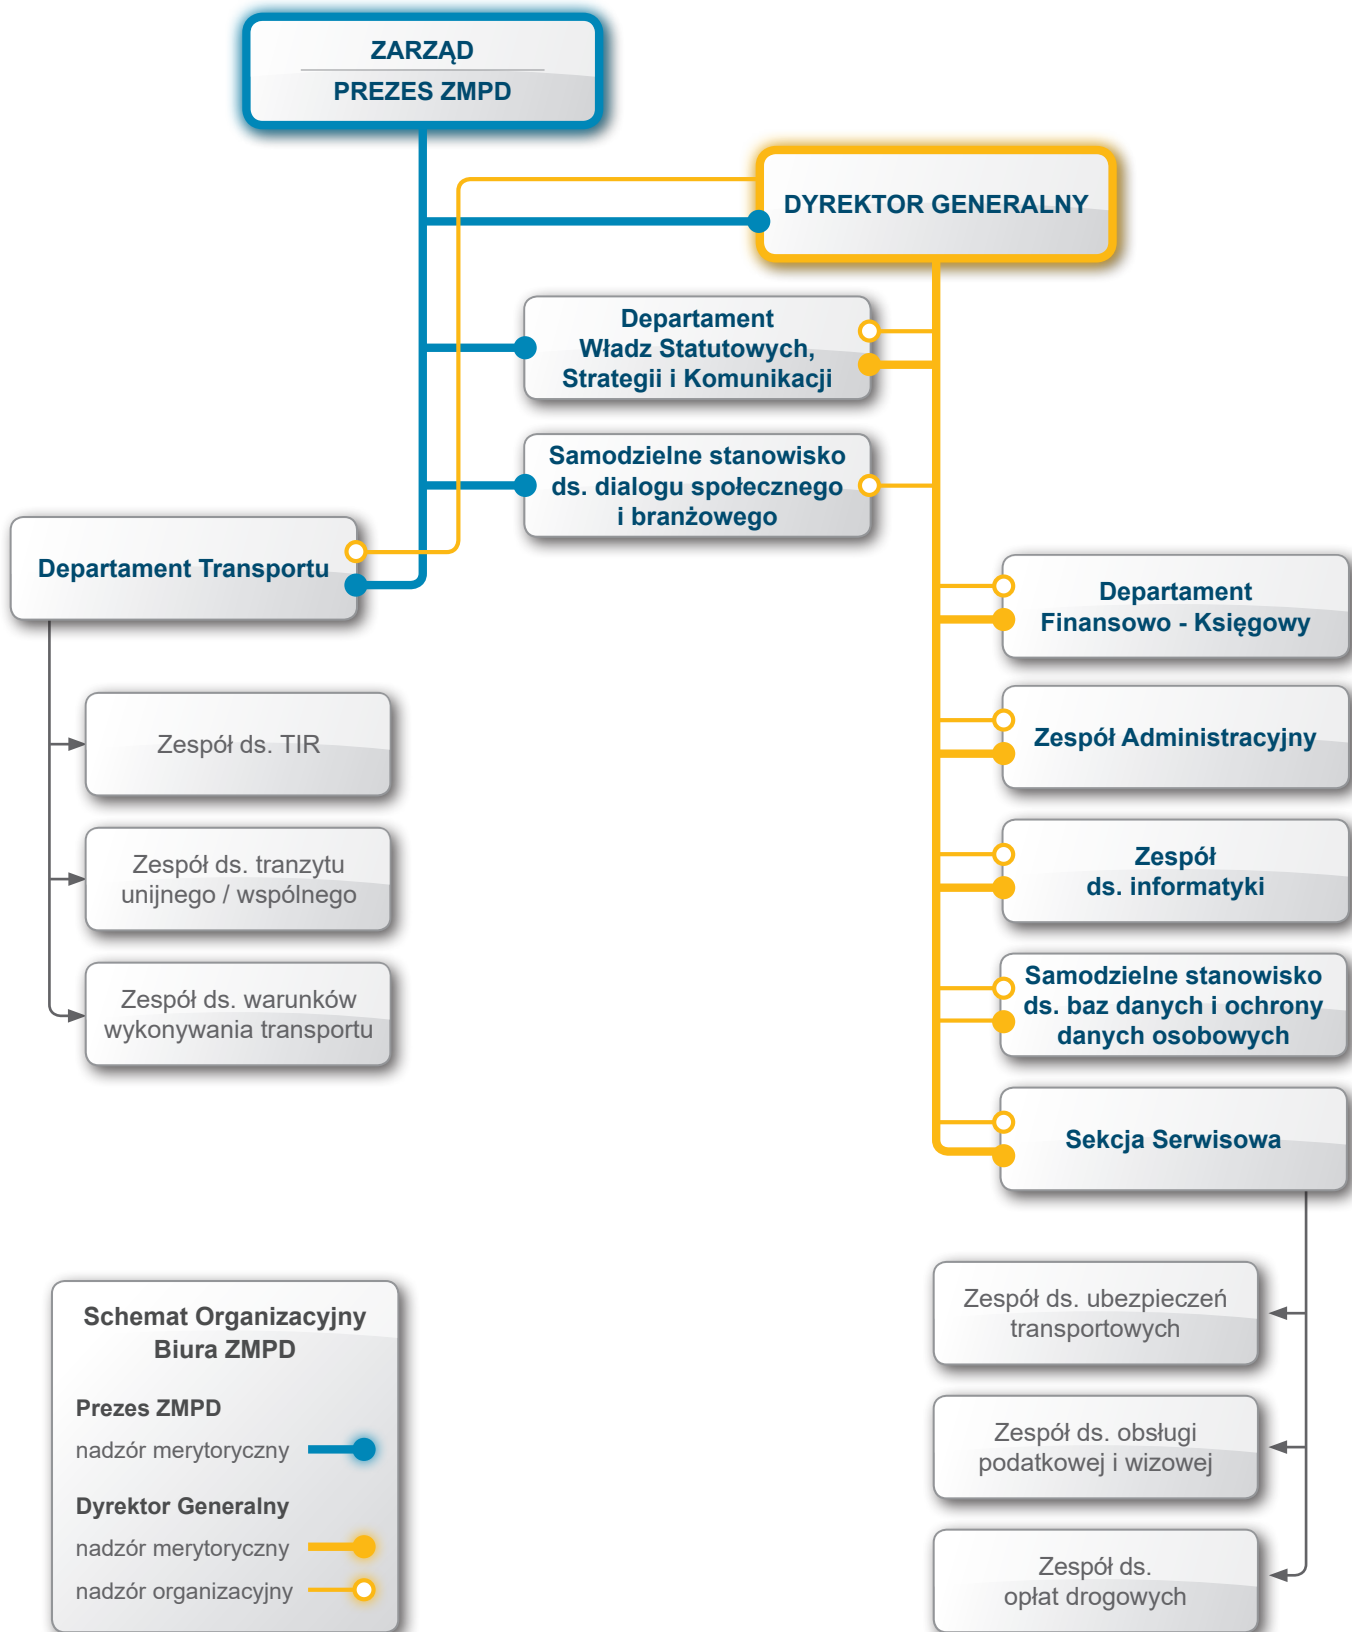 ZARZĄD
PREZES ZMPD
DYREKTOR GENERALNY
Departament
Władz Statutowych,
Strategii i Komunikacji
Samodzielne stanowisko
ds. dialogu społecznego
i branżowego
Departament Transportu
Zespół ds. TIR
Zespół ds. tranzytu
unijnego / wspólnego
Zespół ds. warunków
wykonywania transportu
Departament
Finansowo - Księgowy
Zespół Administracyjny
Zespół
ds. informatyki
Samodzielne stanowisko
ds. baz danych i ochrony
danych osobowych
Sekcja Serwisowa
Zespół ds. ubezpieczeń
transportowych
Zespół ds. obsługi
podatkowej i wizowej
Zespół ds.
opłat drogowych
Schemat Organizacyjny
Biura ZMPD
Prezes ZMPD
nadzór merytoryczny
Dyrektor Generalny
nadzór merytoryczny
nadzór organizacyjny